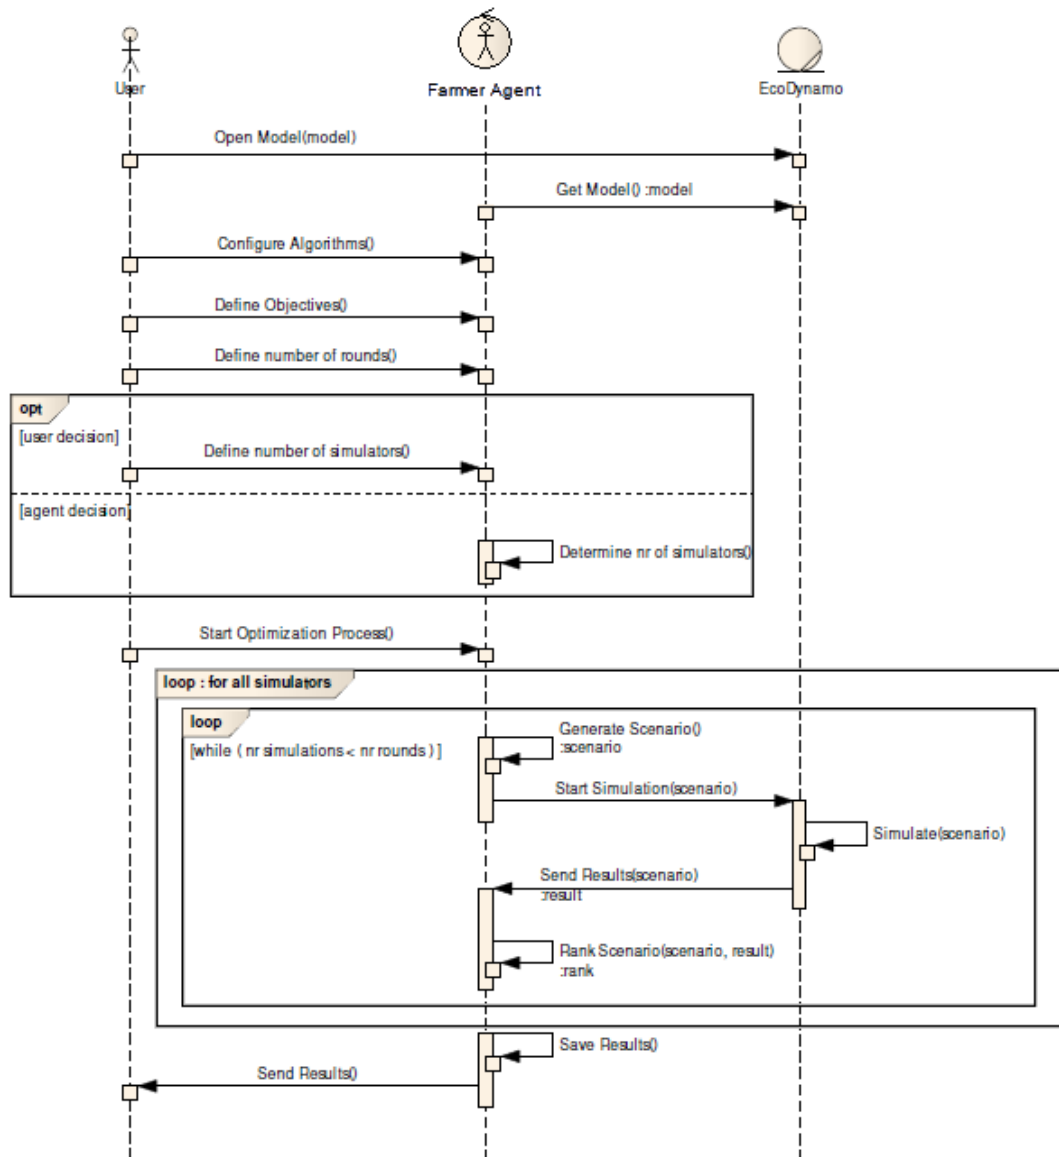 User
Farmer Agent
EcoDynamo
Open Model(model)
Get Model() :model
Configure Algorithms()
Define Objectives()
Define number of rounds()
opt
[user decision]
Define number of simulators()
[agent decision]
Determine nr of simulators()
Start Optimization Process()
loop : for all simulators
loop
[while ( nr simulations < nr rounds ) ]
Generate Scenario()
:scenario
Start Simulation(scenario)
Simulate(scenario)
Send Results(scenario)
:result
Rank Scenario(scenario, result)
:rank
Save Results()
Send Results()